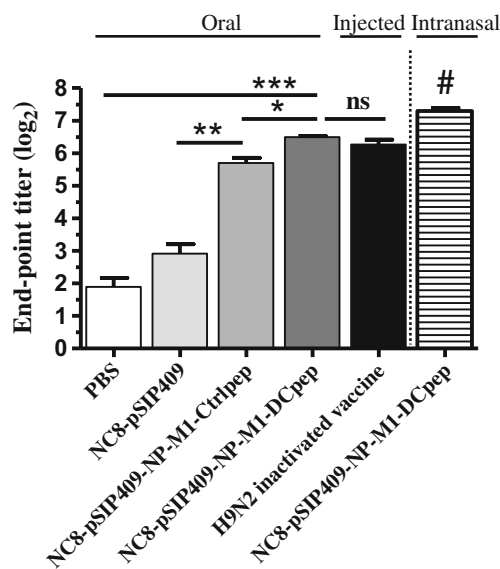 Oral Injected Intranasal
***
* ns #
**
End-point titer (log2)
8
7
6
5
4
3
2
1
0
PBS
NC8-pSIP409
NC8-pSIP409-NP-M1-Ctrlpep
NC8-pSIP409-NP-M1-DCpep
H9N2 inactivated vaccine
NC8-pSIP409-NP-M1-DCpep